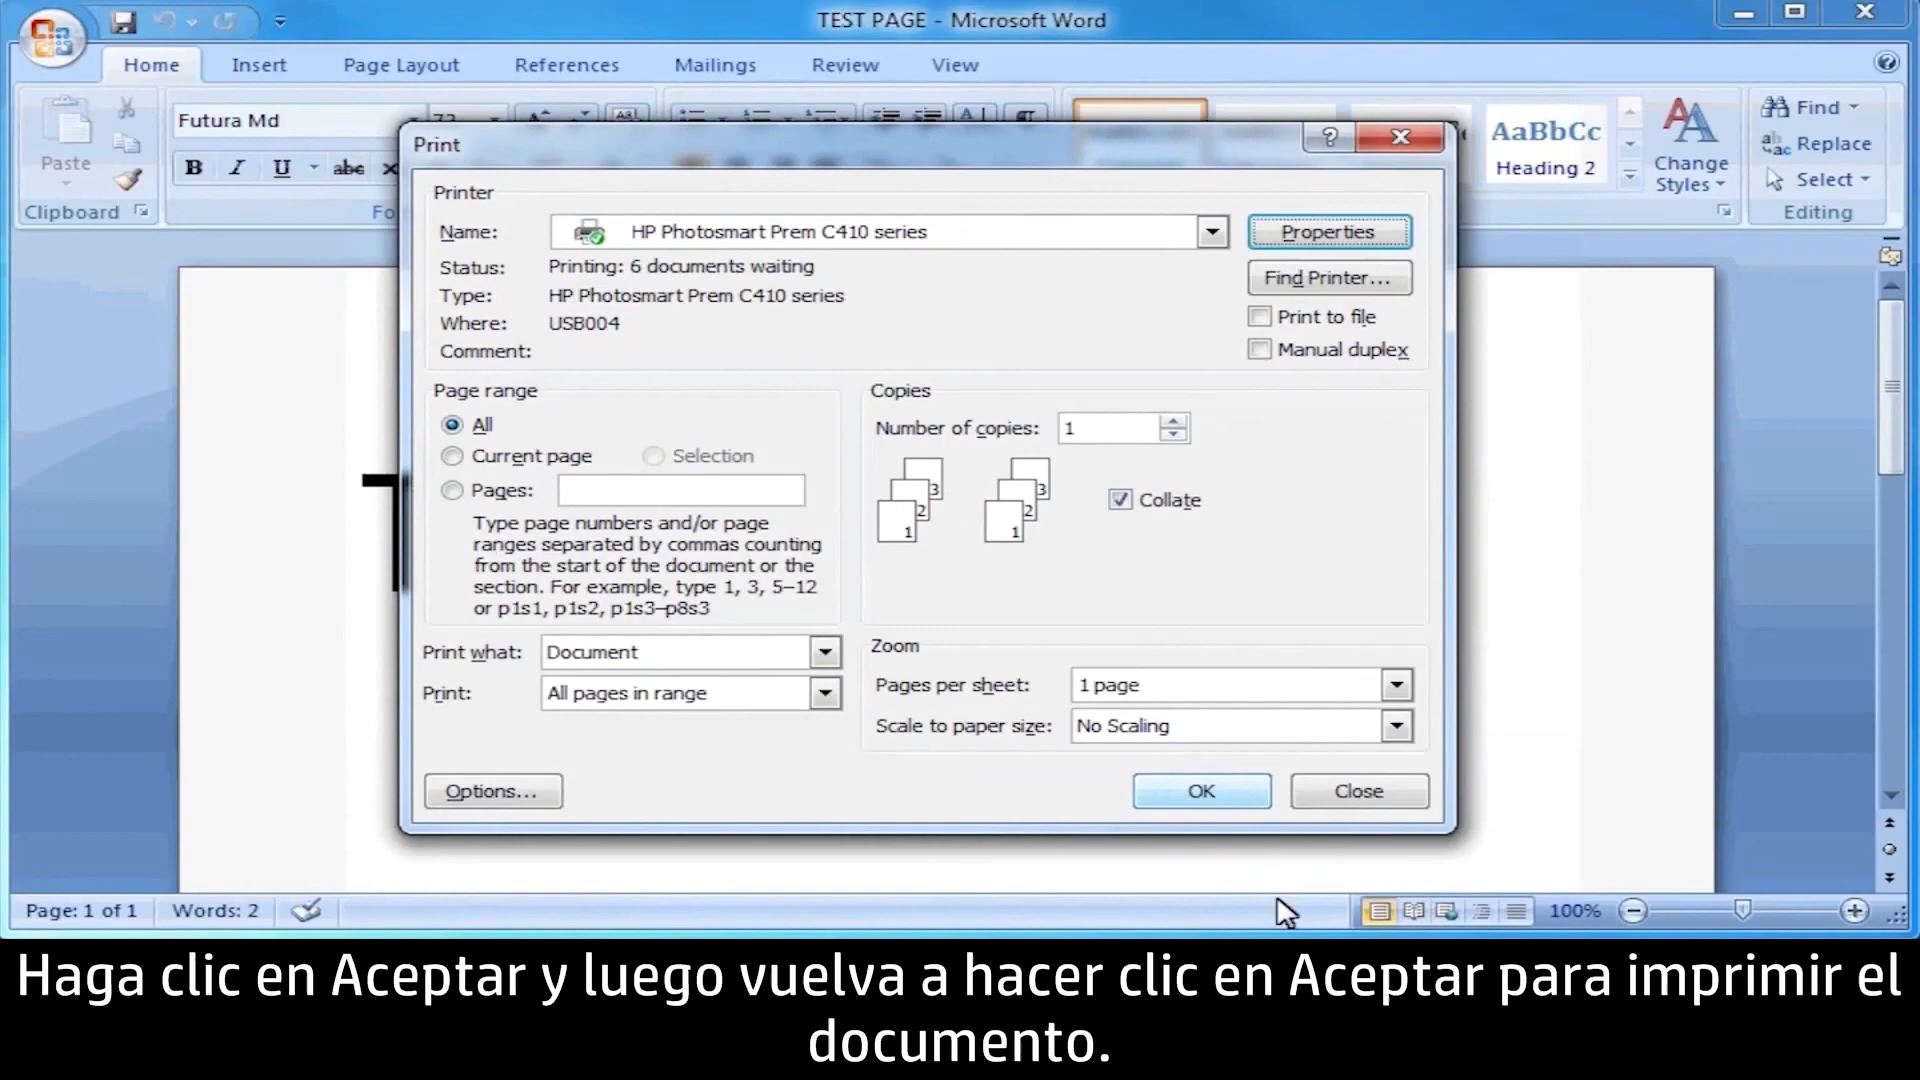 TEST PAGE - Microsoft Word
Home Insert Page Layout References Mailings Review View
Futura Md
AaBbCc
Heading 2
Change
Styles
Find
Replace
Select
Editing
Paste
Clipboard
B I U abc
Print
Printer
Name: HP Photosmart Prem C410 series
Properties
Status: Printing: 6 documents waiting
Find Printer...
Type: HP Photosmart Prem C410 series
Where: USB004
Print to file
Comment:
Manual duplex
Page range
All
Current page Selection
Pages:
Type page numbers and/or page
ranges separated by commas counting
from the start of the document or the
section. For example, type 1, 3, 5–12
or p1s1, p1s2, p1s3–p8s3
Copies
Number of copies: 1
3 3
2 2
1 1
Collate
Print what: Document
Print: All pages in range
Zoom
Pages per sheet: 1 page
Scale to paper size: No Scaling
Options...
OK
Close
Page: 1 of 1 Words: 2
100%
Haga clic en Aceptar y luego vuelva a hacer clic en Aceptar para imprimir el
documento.